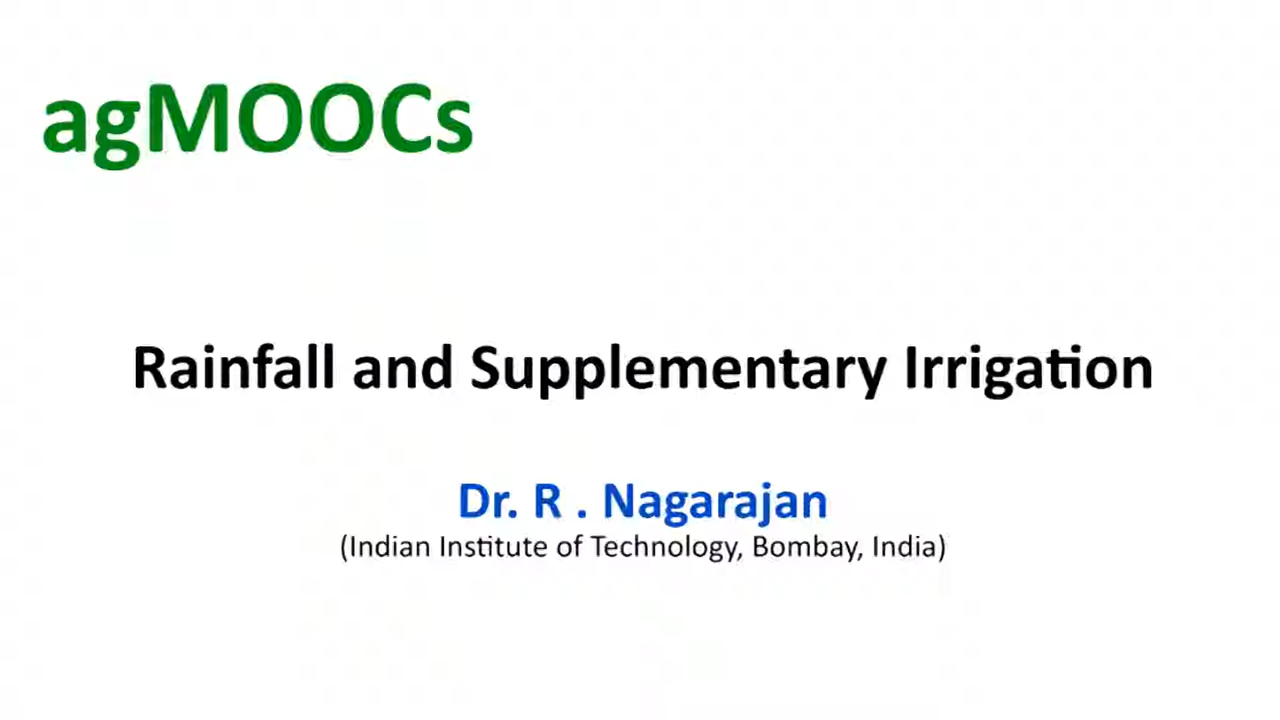 agMOOCs
Rainfall and Supplementary Irrigation
Dr. R . Nagarajan
(Indian Institute of Technology, Bombay, India)